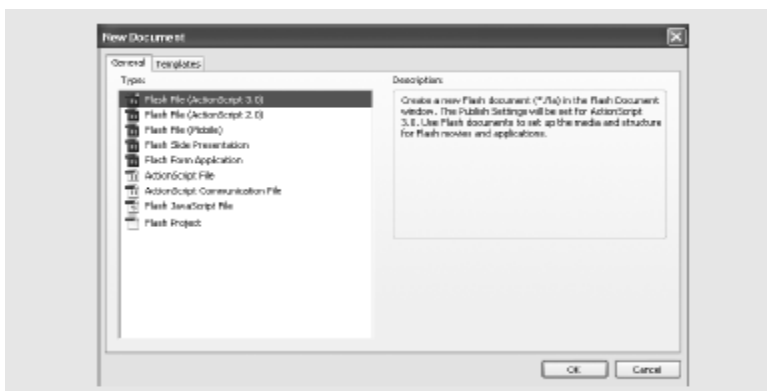 New Document
General Templates
Type:
Flash File (ActionScript 3.0)
Flash File (ActionScript 2.0)
Flash File (Mobile)
Flash Slide Presentation
Flash Form Application
ActionScript File
ActionScript Communication File
Flash JavaScript File
Flash Project
Description:
Create a new Flash document (*.fla) in the Flash Document
window. The Publish Settings will be set for ActionScript
3.0. Use Flash documents to set up the media and structure
for Flash movies and applications.
OK Cancel